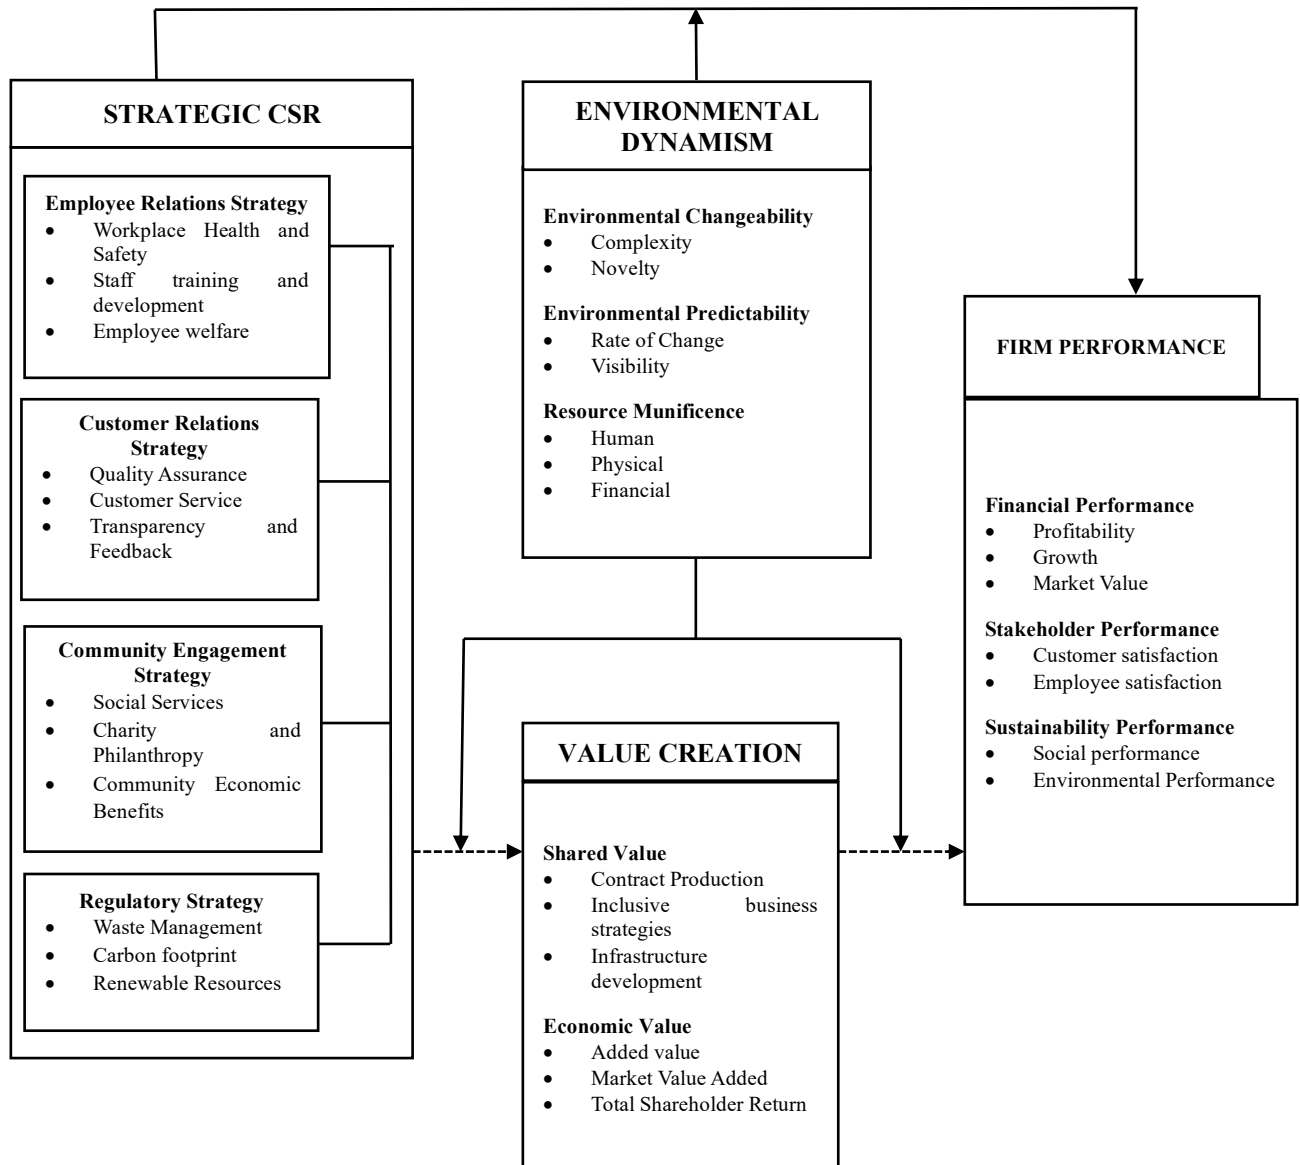 STRATEGIC CSR
Employee Relations Strategy
• Workplace Health and
Safety
• Staff training and
development
• Employee welfare
Customer Relations
Strategy
• Quality Assurance
• Customer Service
• Transparency and
Feedback
Community Engagement
Strategy
• Social Services
• Charity and
Philanthropy
• Community Economic
Benefits
Regulatory Strategy
• Waste Management
• Carbon footprint
• Renewable Resources
ENVIRONMENTAL
DYNAMISM
Environmental Changeability
• Complexity
• Novelty
Environmental Predictability
• Rate of Change
• Visibility
Resource Munificence
• Human
• Physical
• Financial
VALUE CREATION
Shared Value
• Contract Production
• Inclusive business
strategies
• Infrastructure
development
Economic Value
• Added value
• Market Value Added
• Total Shareholder Return
FIRM PERFORMANCE
Financial Performance
• Profitability
• Growth
• Market Value
Stakeholder Performance
• Customer satisfaction
• Employee satisfaction
Sustainability Performance
• Social performance
• Environmental Performance